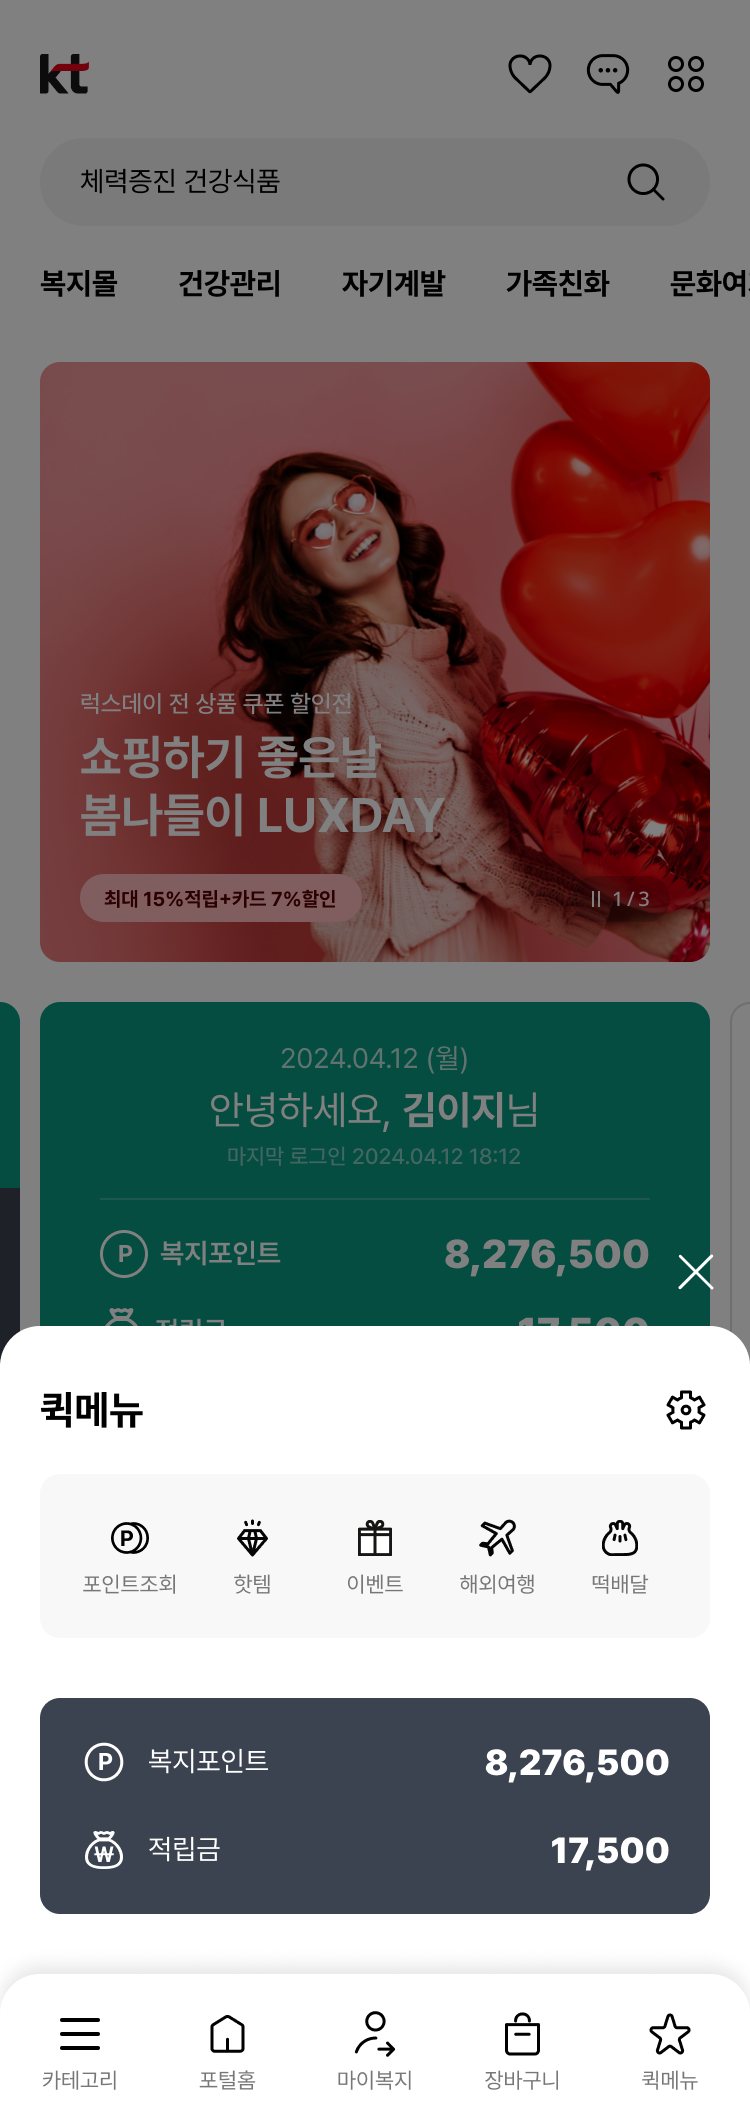 kt
체력증진 건강식품
복지몰 건강관리 자기계발 가족친화 문화여
럭스데이 전 상품 쿠폰 할인전
쇼핑하기 좋은날
봄나들이 LUXDAY
최대 15%적립+카드 7%할인
1 / 3
2024.04.12 (월)
안녕하세요, 김이지님
마지막 로그인 2024.04.12 18:12
P 복지포인트 8,276,500
적립금 17,500
퀵메뉴
P
포인트조회 핫템 이벤트 해외여행 떡배달
P 복지포인트 8,276,500
₩ 적립금 17,500
카테고리 포털홈 마이복지 장바구니 퀵메뉴